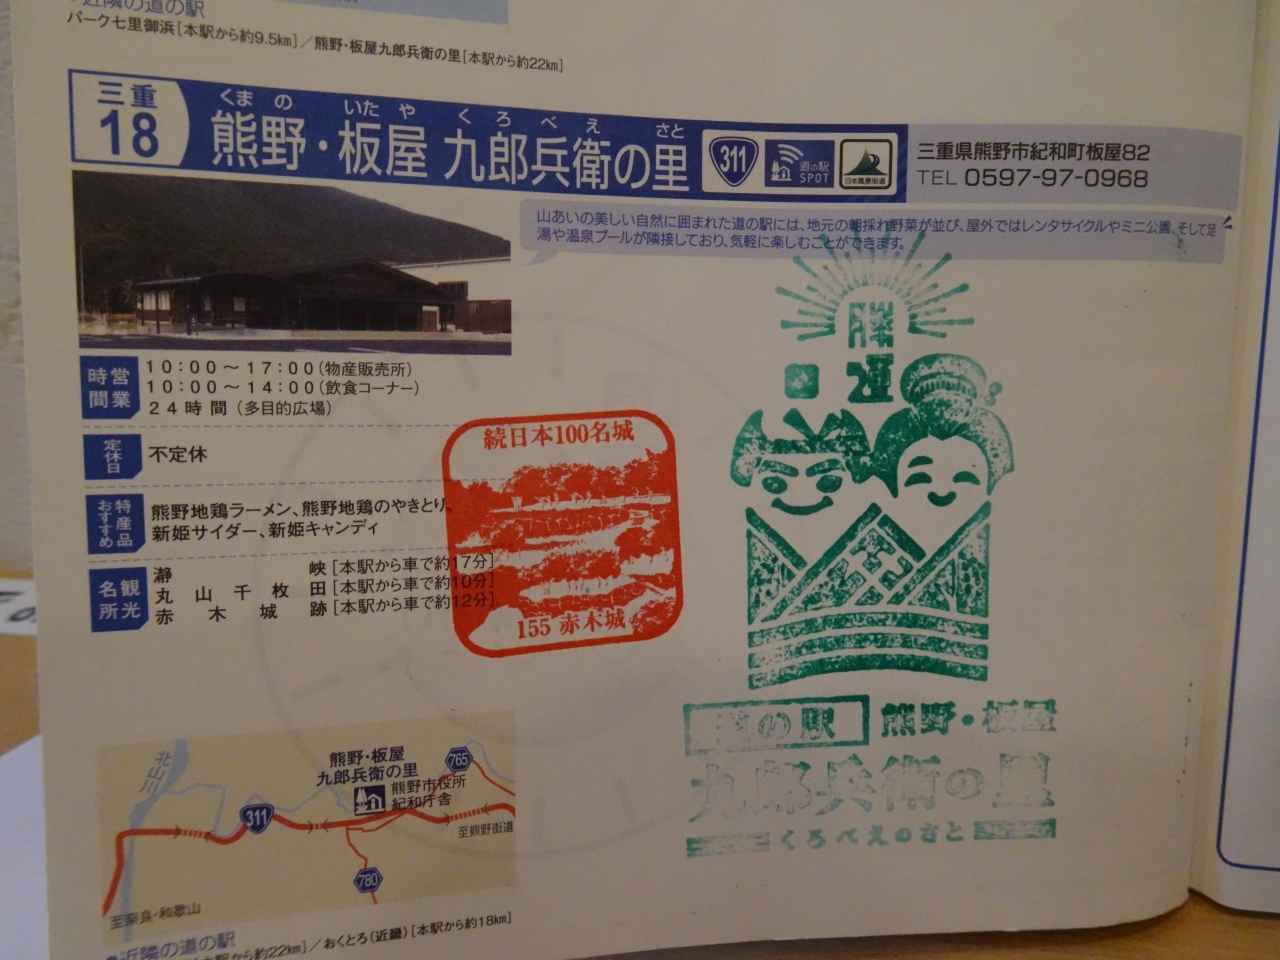 近隣の道の駅
パーク七里御浜[本駅から約9.5km]／熊野・板屋九郎兵衛の里[本駅から約22km]
三重
18
くまの いたや くろべえ さと
熊野・板屋 九郎兵衛の里
311
道の駅
SPOT
日本風景街道
三重県熊野市紀和町板屋82
TEL 0597-97-0968
山あいの美しい自然に囲まれた道の駅には、地元の朝採れ野菜が並び、屋外ではレンタサイクルやミニ公園、そして足
湯や温泉プールが隣接しており、気軽に楽しむことができます。
営業時間
10：00～17：00(物産販売所)
10：00～14：00(飲食コーナー)
24時間(多目的広場)
定休日
不定休
特産品おすすめ
熊野地鶏ラーメン、熊野地鶏のやきとり、
新姫サイダー、新姫キャンディ
観光名所
瀞峡[本駅から車で約17分]
丸山千枚田[本駅から車で約10分]
赤木城跡[本駅から車で約12分]
続日本100名城
155 赤木城
道の駅 熊野・板屋
九郎兵衛の里
くろべえのさと
北山川
熊野・板屋
九郎兵衛の里
765
熊野市役所
紀和庁舎
311
至熊野街道
780
至奈良・和歌山
近隣の道の駅
[本駅から約22km]／おくとろ(近畿)[本駅から約18km]